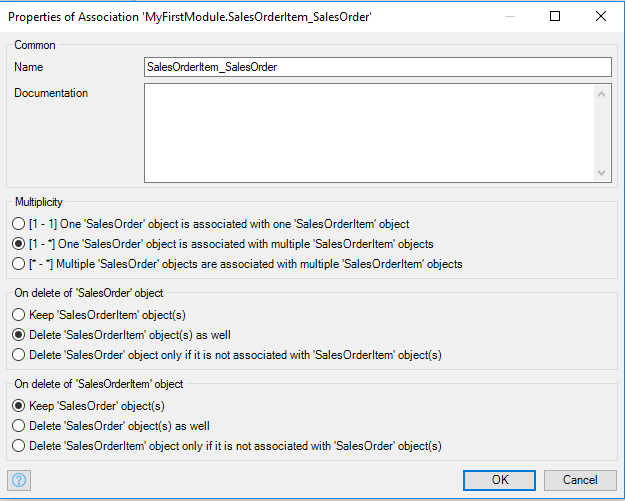 Properties of Association 'MyFirstModule.SalesOrderItem_SalesOrder'
Common
Name
SalesOrderItem_SalesOrder
Documentation
Multiplicity
[1 - 1] One 'SalesOrder' object is associated with one 'SalesOrderItem' object
[1 - *] One 'SalesOrder' object is associated with multiple 'SalesOrderItem' objects
[* - *] Multiple 'SalesOrder' objects are associated with multiple 'SalesOrderItem' objects
On delete of 'SalesOrder' object
Keep 'SalesOrderItem' object(s)
Delete 'SalesOrderItem' object(s) as well
Delete 'SalesOrder' object only if it is not associated with 'SalesOrderItem' object(s)
On delete of 'SalesOrderItem' object
Keep 'SalesOrder' object(s)
Delete 'SalesOrder' object(s) as well
Delete 'SalesOrderItem' object only if it is not associated with 'SalesOrder' object(s)
? OK Cancel